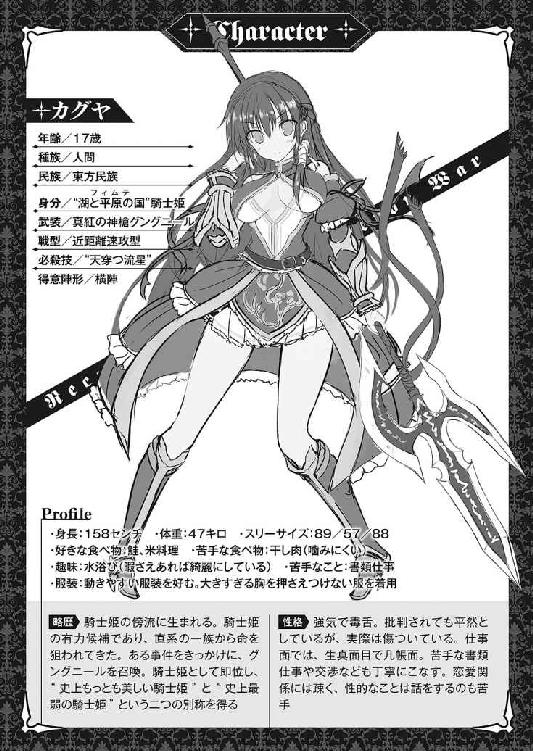 Character
カグヤ
年齢／17歳
種族／人間
民族／東方民族
フィムテ
身分／“湖と平原の国”騎士姫
武装／真紅の神槍グングニール
戦型／近距離速攻型
必殺技／“天穿つ流星”
得意陣形／横陣
War
Rec
Profile
・身長：158センチ ・体重：47キロ ・スリーサイズ：89／57／88
・好きな食べ物：鮭、米料理 ・苦手な食べ物：干し肉（噛みにくい）
・趣味：水浴び（暇さえあれば綺麗にしている） ・苦手なこと：書類仕事
・服装：動きやすい服装を好む。大きすぎる胸を押さえつけない服を着用
略歴 騎士姫の傍流に生まれる。騎士姫
の有力候補であり、直系の一族から命を
狙われてきた。ある事件をきっかけに、グ
ングニールを召喚。騎士姫として即位し、
“史上もっとも美しい騎士姫”と“史上最
弱の騎士姫”という二つの別称を得る
性格 強気で毒舌。批判されても平然と
しているが、実際は傷ついている。仕事
面では、生真面目で几帳面。苦手な書類
仕事や交渉なども丁寧にこなす。恋愛関
係には疎く、性的なことは話をするのも苦
手